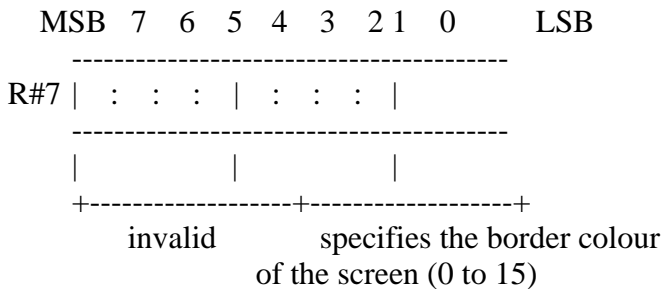 MSB 7 6 5 4 3 2 1 0 LSB
-----------------------------------------
R#7 | : : : | : : : |
-----------------------------------------
| | |
+-------------------+-------------------+
invalid specifies the border colour
of the screen (0 to 15)